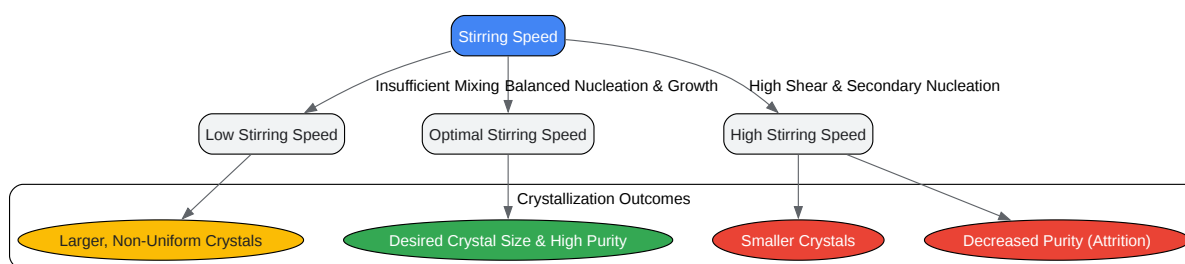 Stirring Speed
Insufficient Mixing
Balanced Nucleation & Growth
High Shear & Secondary Nucleation
Low Stirring Speed
Optimal Stirring Speed
High Stirring Speed
Crystallization Outcomes
Larger, Non-Uniform Crystals
Desired Crystal Size & High Purity
Smaller Crystals
Decreased Purity (Attrition)